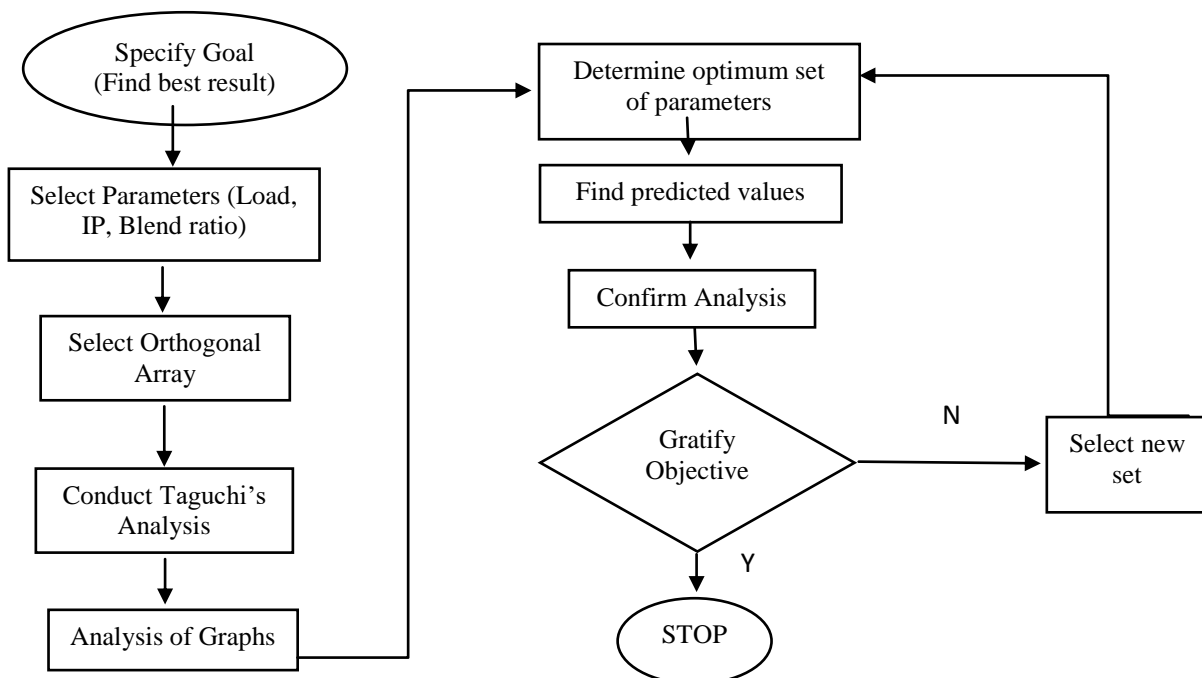 Specify Goal
(Find best result)
Select Parameters (Load,
IP, Blend ratio)
Select Orthogonal
Array
Conduct Taguchi’s
Analysis
Analysis of Graphs
Determine optimum set
of parameters
Find predicted values
Confirm Analysis
Gratify
Objective
N
Select new
set
Y
STOP